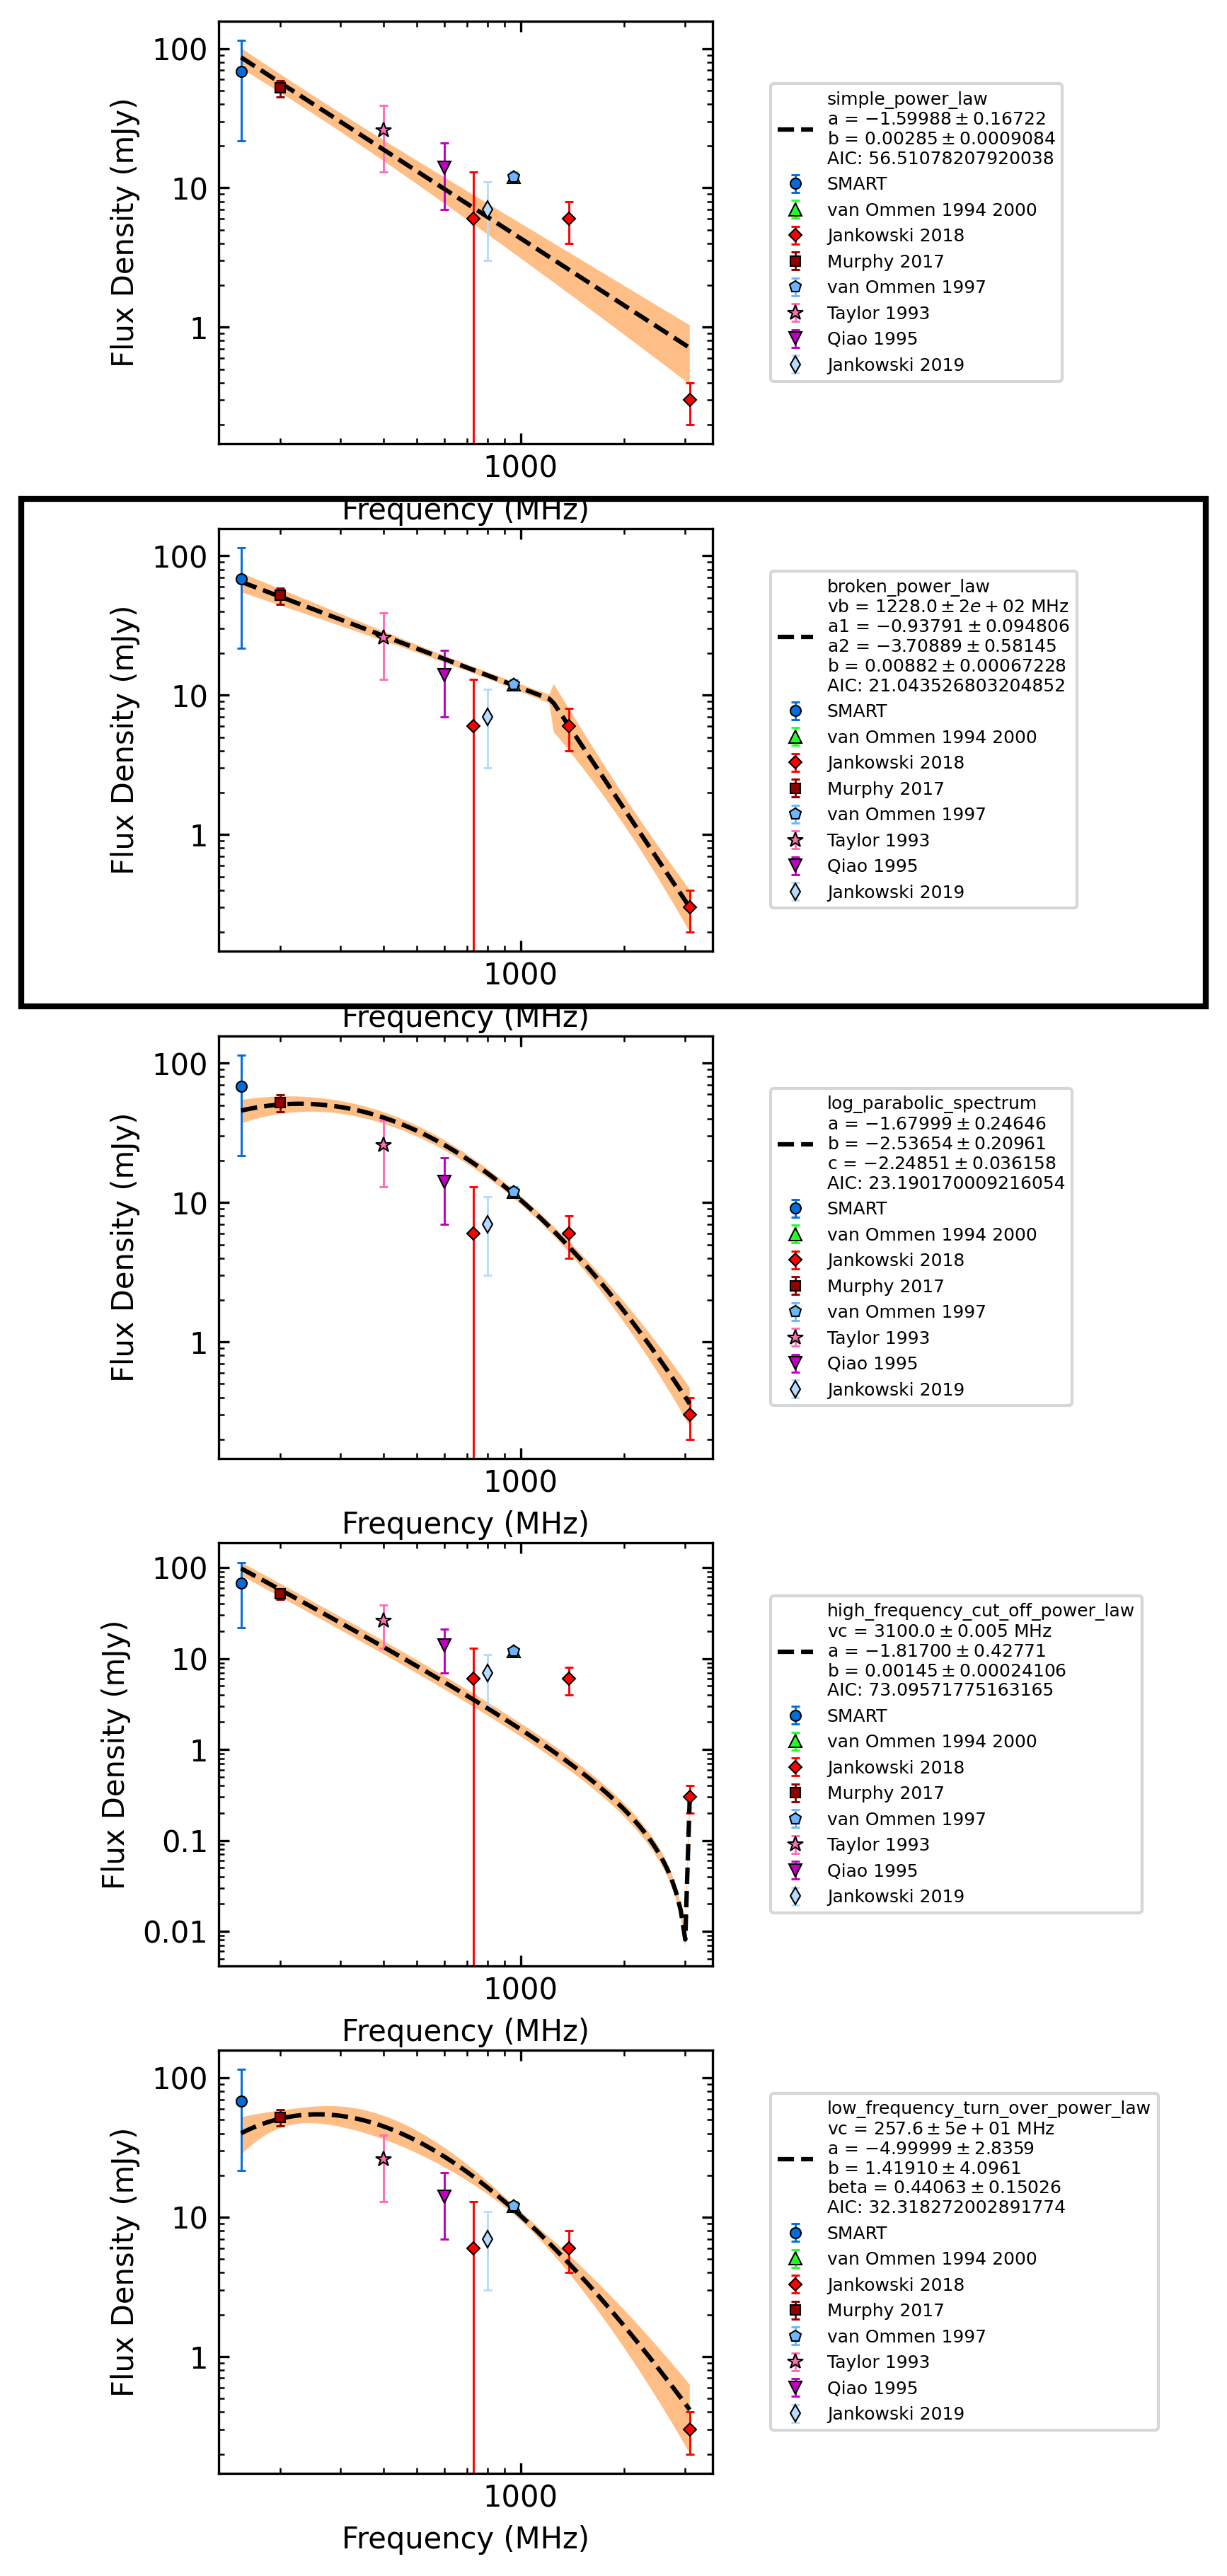 100
10
1
1000
Flux Density (mJy)
Frequency (MHz)
simple_power_law
a = −1.59988 ± 0.16722
b = 0.00285 ± 0.0009084
AIC: 56.51078207920038
SMART
van Ommen 1994 2000
Jankowski 2018
Murphy 2017
van Ommen 1997
Taylor 1993
Qiao 1995
Jankowski 2019
100
10
1
1000
Flux Density (mJy)
Frequency (MHz)
broken_power_law
vb = 1228.0 ± 2e + 02 MHz
a1 = −0.93791 ± 0.094806
a2 = −3.70889 ± 0.58145
b = 0.00882 ± 0.00067228
AIC: 21.043526803204852
SMART
van Ommen 1994 2000
Jankowski 2018
Murphy 2017
van Ommen 1997
Taylor 1993
Qiao 1995
Jankowski 2019
100
10
1
1000
Flux Density (mJy)
Frequency (MHz)
log_parabolic_spectrum
a = −1.67999 ± 0.24646
b = −2.53654 ± 0.20961
c = −2.24851 ± 0.036158
AIC: 23.190170009216054
SMART
van Ommen 1994 2000
Jankowski 2018
Murphy 2017
van Ommen 1997
Taylor 1993
Qiao 1995
Jankowski 2019
100
10
1
0.1
0.01
1000
Flux Density (mJy)
Frequency (MHz)
high_frequency_cut_off_power_law
vc = 3100.0 ± 0.005 MHz
a = −1.81700 ± 0.42771
b = 0.00145 ± 0.00024106
AIC: 73.09571775163165
SMART
van Ommen 1994 2000
Jankowski 2018
Murphy 2017
van Ommen 1997
Taylor 1993
Qiao 1995
Jankowski 2019
100
10
1
1000
Flux Density (mJy)
Frequency (MHz)
low_frequency_turn_over_power_law
vc = 257.6 ± 5e + 01 MHz
a = −4.99999 ± 2.8359
b = 1.41910 ± 4.0961
beta = 0.44063 ± 0.15026
AIC: 32.318272002891774
SMART
van Ommen 1994 2000
Jankowski 2018
Murphy 2017
van Ommen 1997
Taylor 1993
Qiao 1995
Jankowski 2019